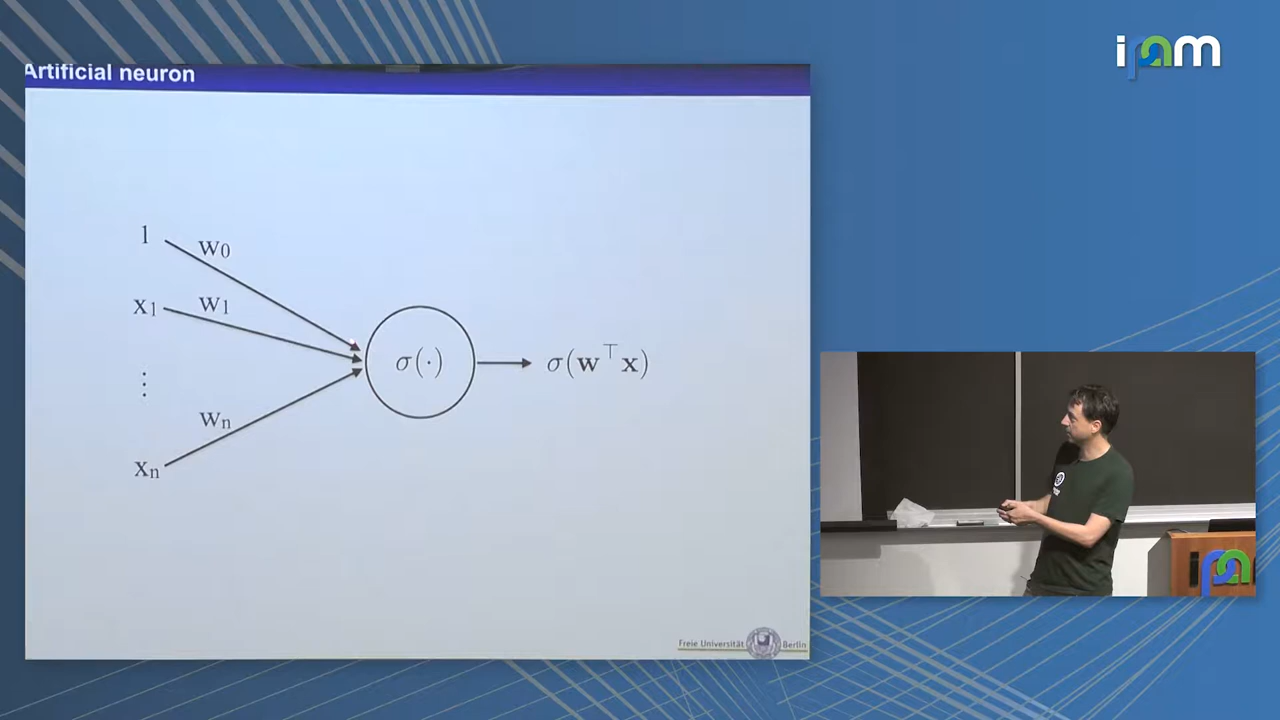 ipam
Artificial neuron
1
w0
x1
w1
⋮
σ(·)
σ(w⊤x)
wn
xn
Freie Universität Berlin